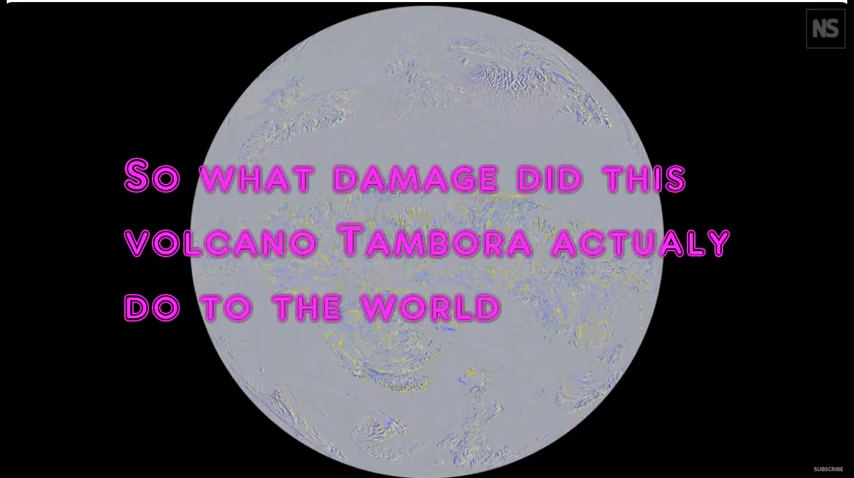 NS
So what damage did this
volcano Tambora actualy
do to the world
SUBSCRIBE